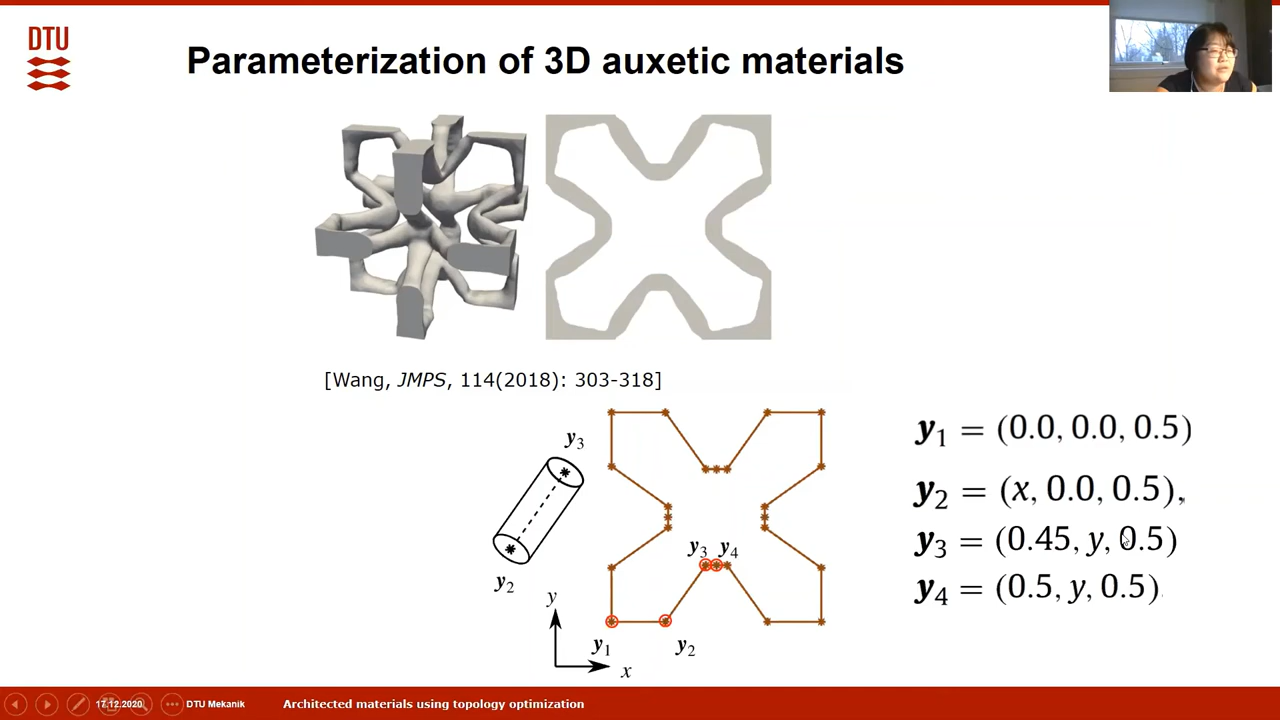 DTU
Parameterization of 3D auxetic materials
[Wang, JMPS, 114(2018): 303-318]
y₃
y₂
y
x
y₃ y₄
y₁
y₂
y₁ = (0.0, 0.0, 0.5)
y₂ = (x, 0.0, 0.5),
y₃ = (0.45, y, 0.5)
y₄ = (0.5, y, 0.5)
17.12.2020 DTU Mekanik Architected materials using topology optimization